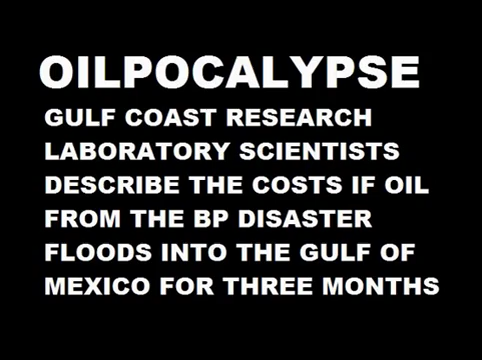 OILPOCALYPSE
GULF COAST RESEARCH
LABORATORY SCIENTISTS
DESCRIBE THE COSTS IF OIL
FROM THE BP DISASTER
FLOODS INTO THE GULF OF
MEXICO FOR THREE MONTHS